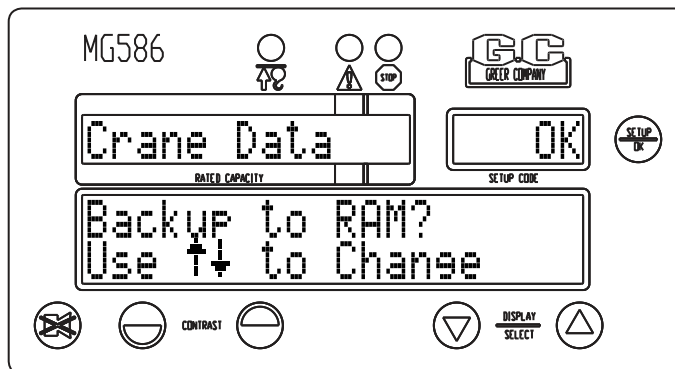 MG586
STOP
G.C.
GREER COMPANY
Crane Data
OK
SETUP
OK
RATED CAPACITY
SETUP CODE
Backup to RAM?
Use ↑↓ to Change
CONTRAST
DISPLAY
SELECT